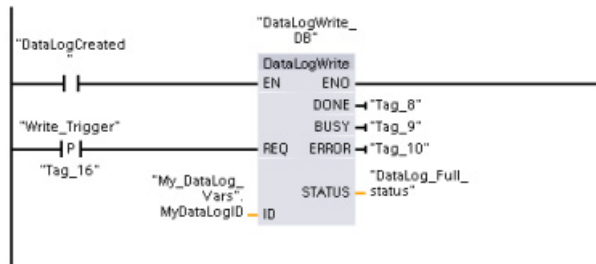 "DataLogWrite_
DB"
"DataLogCreated
"
DataLogWrite
EN ENO
DONE "Tag_8"
BUSY "Tag_9"
"Write_Trigger"
P
REQ ERROR "Tag_10"
"Tag_16"
"My_DataLog_
Vars".
MyDataLogID ID
STATUS
"DataLog_Full_
status"